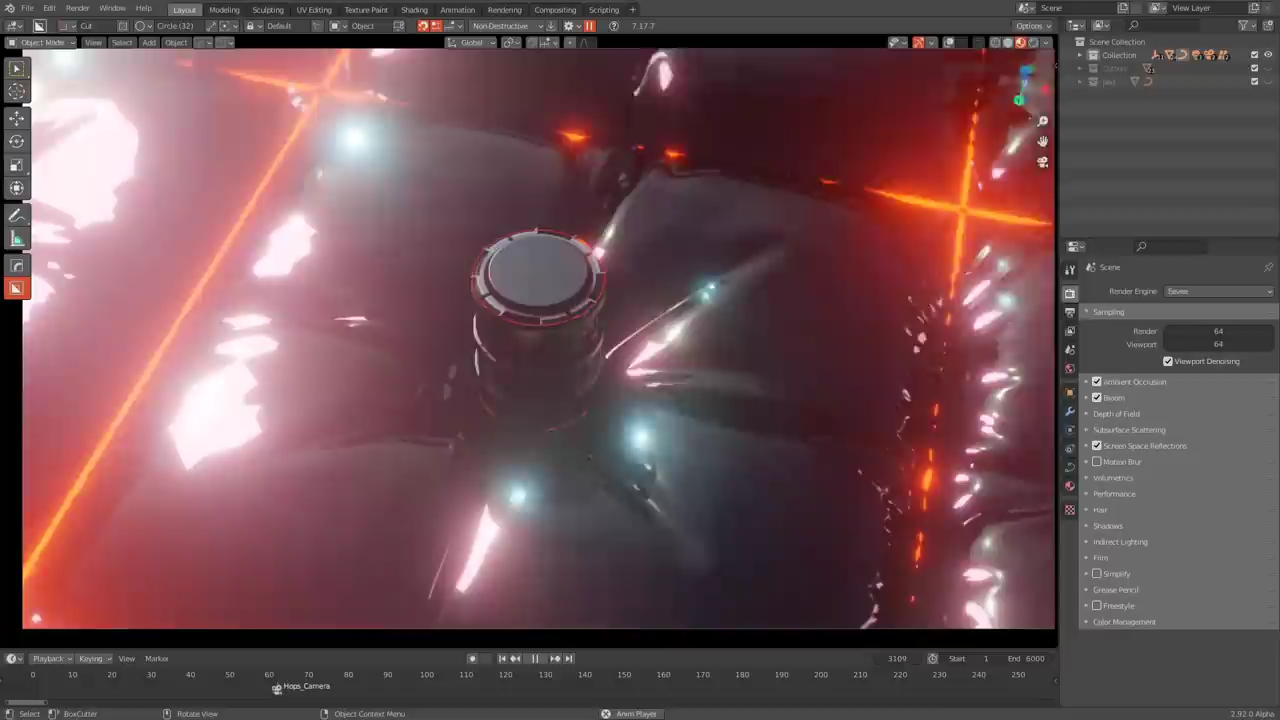 File Edit Render Window Help Layout Modeling Sculpting UV Editing Texture Paint Shading Animation Rendering Compositing Scripting + Scene View Layer
Cut Circle (32) Default Object Non-Destructive 7.17.7 Options
Object Mode View Select Add Object Global
Scene Collection
Collection
Scene
Render Engine Eevee
Sampling
Render 64
Viewport 64
Viewport Denoising
Ambient Occlusion
Bloom
Depth of Field
Subsurface Scattering
Screen Space Reflections
Motion Blur
Volumetrics
Performance
Hair
Shadows
Indirect Lighting
Film
Simplify
Grease Pencil
Freestyle
Color Management
Playback Keying View Marker 3109 Start 1 End 6000
0 10 20 30 40 50 60 70 80 90 100 110 120 130 140 150 160 170 180 190 200 210 220 230 240 250
Hops_Camera
Select BoxCutter Rotate View Object Context Menu Anim Player 2.92.0 Alpha